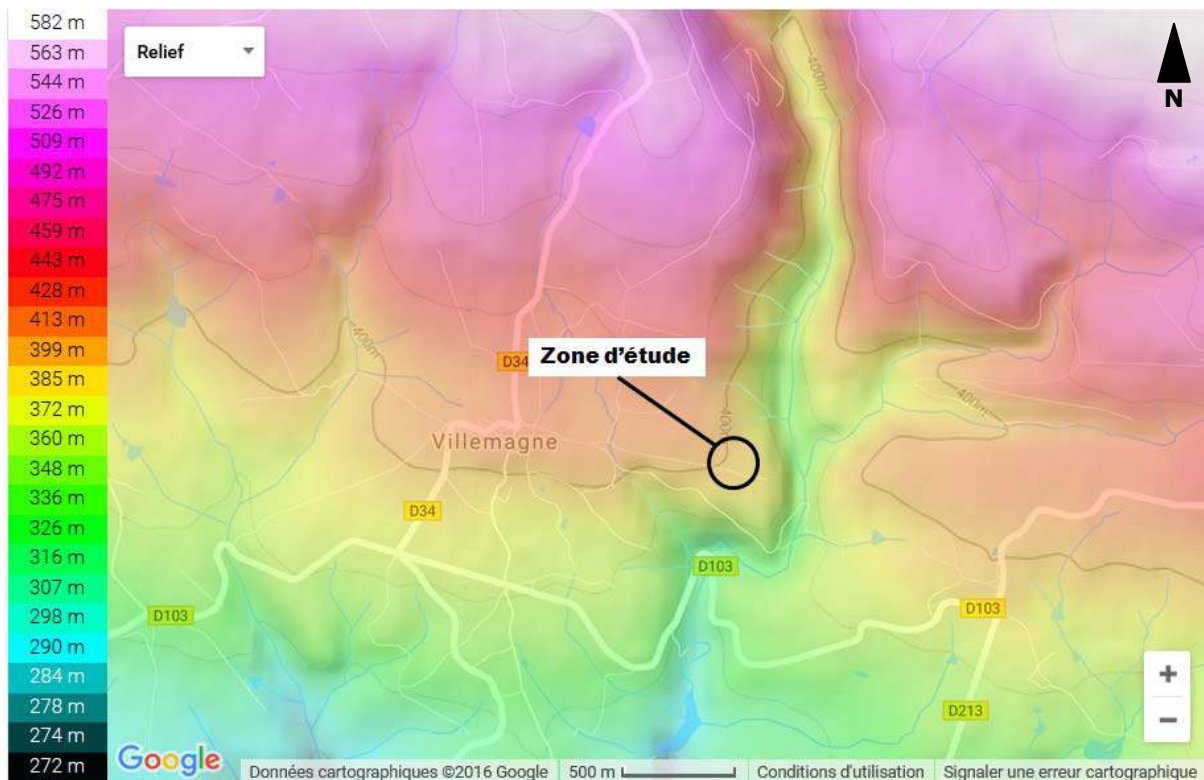 582 m
563 m
544 m
526 m
509 m
492 m
475 m
459 m
443 m
428 m
413 m
399 m
385 m
372 m
360 m
348 m
336 m
326 m
316 m
307 m
298 m
290 m
284 m
278 m
274 m
272 m
Relief
N
400m
400m
D34
Zone d'étude
400m
400m
Villemagne
D34
D103
D103
D103
D213
+
−
Google
Données cartographiques ©2016 Google
500 m
Conditions d'utilisation
Signaler une erreur cartographique